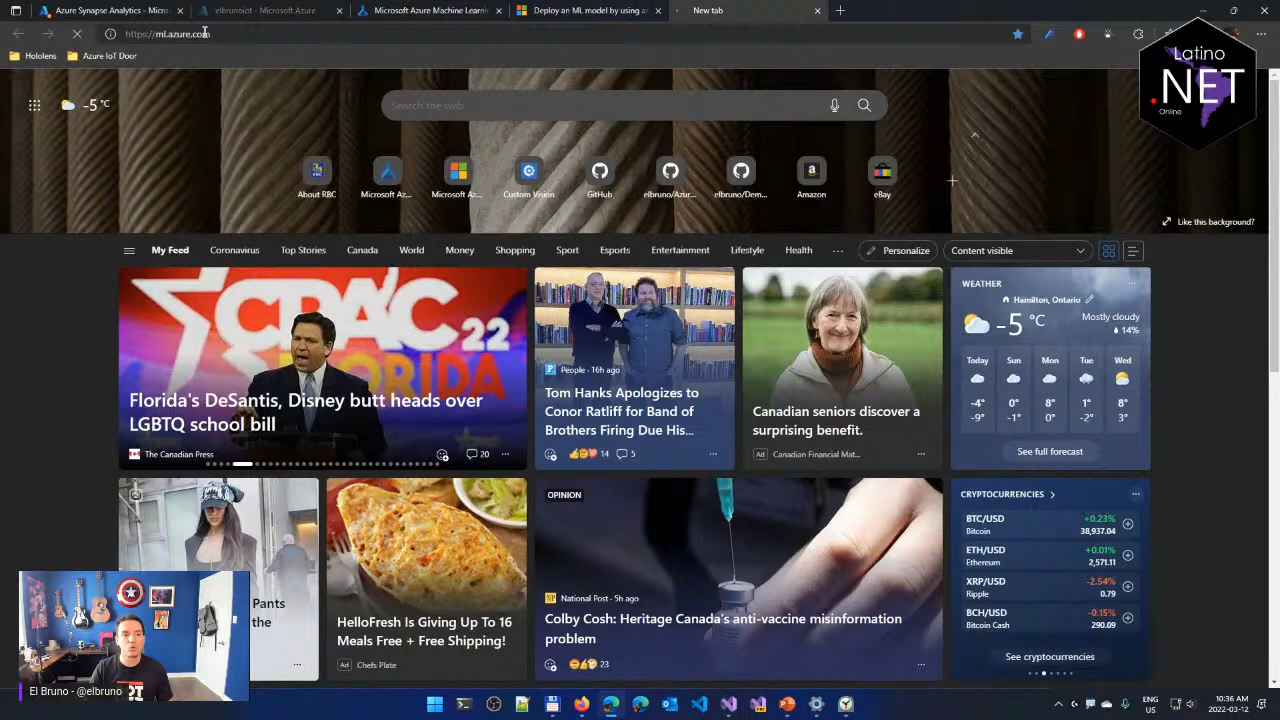 Azure Synapse Analytics - Micros
elbrunoiot - Microsoft Azure
Microsoft Azure Machine Learnin
Deploy an ML model by using an
New tab
https://ml.azure.com
Hololens
Azure IoT Door
Latino
.NET
Online
-5 °C
Search the web
About RBC
Microsoft Az...
Microsoft Az...
Custom Vision
GitHub
elbruno/Azur...
elbruno/Dem...
Amazon
eBay
Like this background?
My Feed
Coronavirus
Top Stories
Canada
World
Money
Shopping
Sport
Esports
Entertainment
Lifestyle
Health
...
Personalize
Content visible
CPAC 22
FLORIDA
Florida's DeSantis, Disney butt heads over
LGBTQ school bill
The Canadian Press
20
People · 16h ago
Tom Hanks Apologizes to
Conor Ratliff for Band of
Brothers Firing Due His...
14
5
Canadian seniors discover a
surprising benefit.
Ad
Canadian Financial Mat...
WEATHER
Hamilton, Ontario
-5 °C
Mostly cloudy
14%
Today
Sun
Mon
Tue
Wed
-4°
0°
8°
1°
8°
-9°
-1°
0°
-2°
3°
See full forecast
Pants
the
HelloFresh Is Giving Up To 16
Meals Free + Free Shipping!
Ad
Chefs Plate
OPINION
National Post · 5h ago
Colby Cosh: Heritage Canada's anti-vaccine misinformation
problem
23
CRYPTOCURRENCIES
BTC/USD
+0.23%
Bitcoin
38,937.04
ETH/USD
+0.01%
Ethereum
2,571.11
XRP/USD
-2.54%
Ripple
0.79
BCH/USD
-0.15%
Bitcoin Cash
290.09
See cryptocurrencies
El Bruno - @elbruno
ENG
US
10:36 AM
2022-03-12